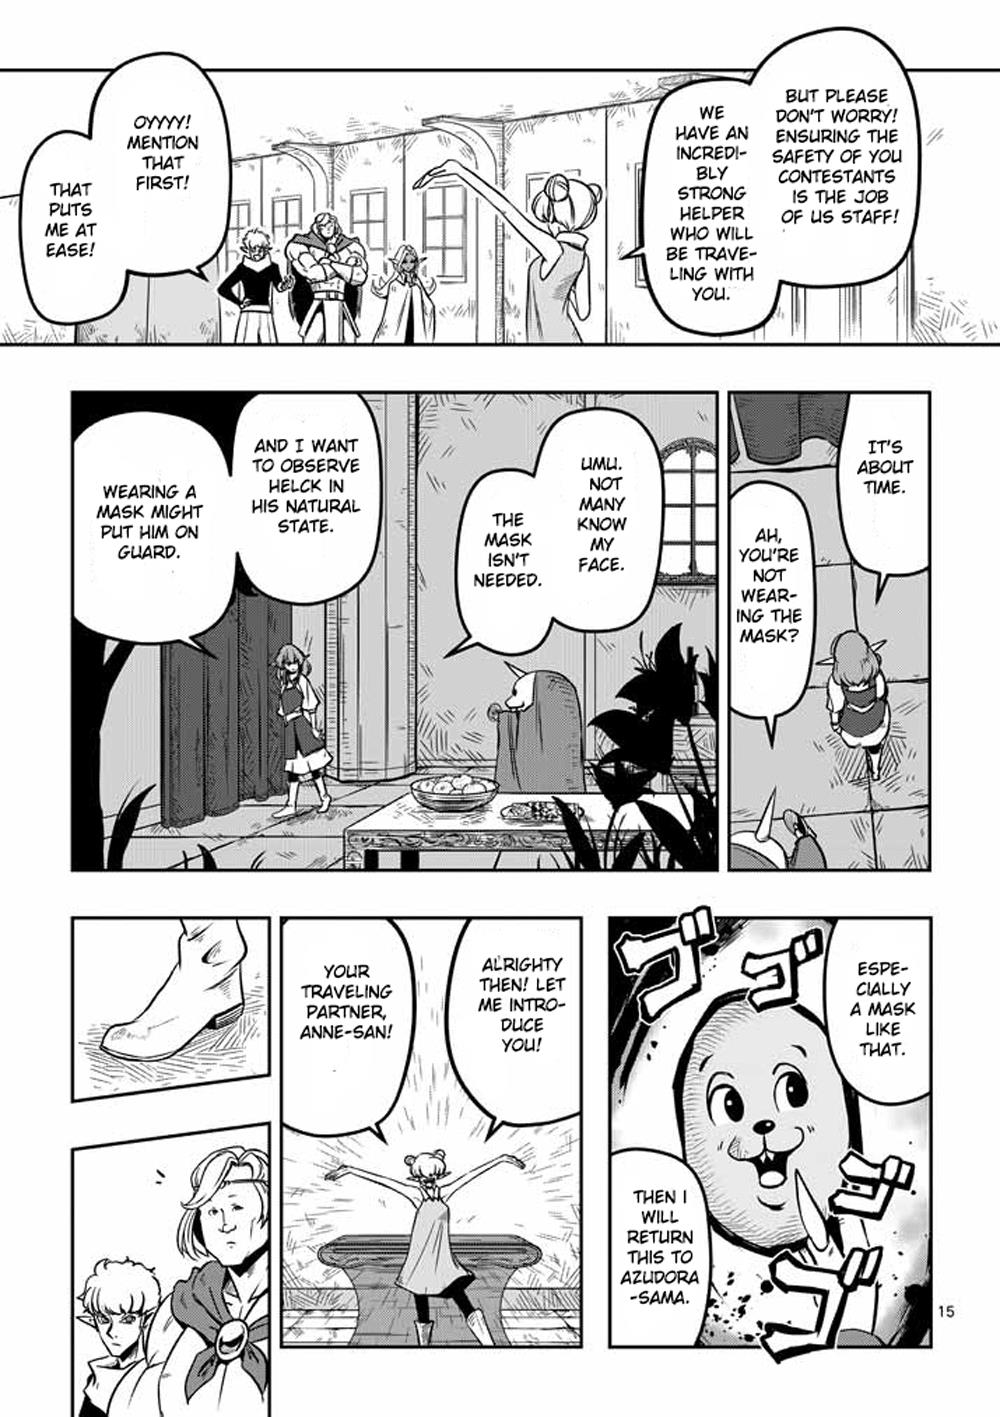 BUT PLEASE
DON'T WORRY!
ENSURING THE
SAFETY OF YOU
CONTESTANTS
IS THE JOB
OF US STAFF!
WE
HAVE AN
INCREDI-
BLY
STRONG
HELPER
WHO WILL
BE TRAVE-
LING WITH
YOU.
OYYYY!
MENTION
THAT
FIRST!
THAT
PUTS
ME AT
EASE!
IT'S
ABOUT
TIME.
AH,
YOU'RE
NOT
WEAR-
ING THE
MASK?
UMU.
NOT
MANY
KNOW
MY
FACE.
THE
MASK
ISN'T
NEEDED.
AND I WANT
TO OBSERVE
HELCK IN
HIS NATURAL
STATE.
WEARING A
MASK MIGHT
PUT HIM ON
GUARD.
ESPE-
CIALLY
A MASK
LIKE
THAT.
ゴゴゴゴ
THEN I
WILL
RETURN
THIS TO
AZUDORA
-SAMA.
ALRIGHTY
THEN! LET
ME INTRO-
DUCE
YOU!
YOUR
TRAVELING
PARTNER,
ANNE-SAN!
15